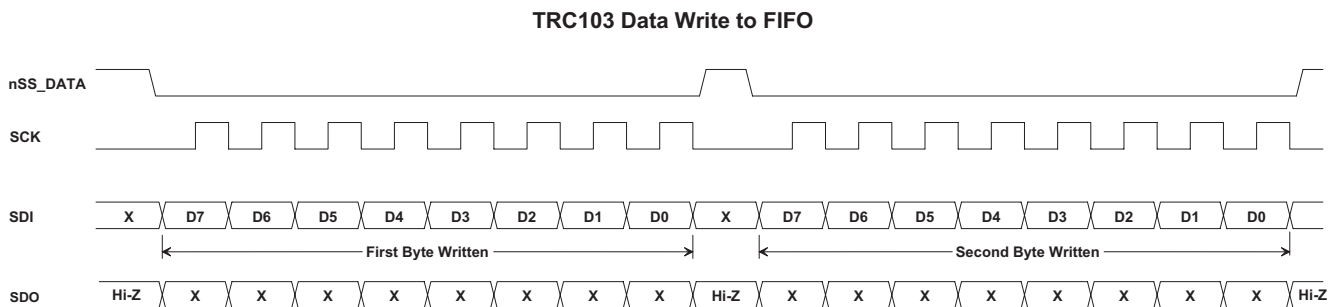 TRC103 Data Write to FIFO
nSS_DATA
SCK
SDI X D7 D6 D5 D4 D3 D2 D1 D0 X D7 D6 D5 D4 D3 D2 D1 D0
First Byte Written Second Byte Written
SDO Hi-Z X X X X X X X X Hi-Z X X X X X X X X Hi-Z